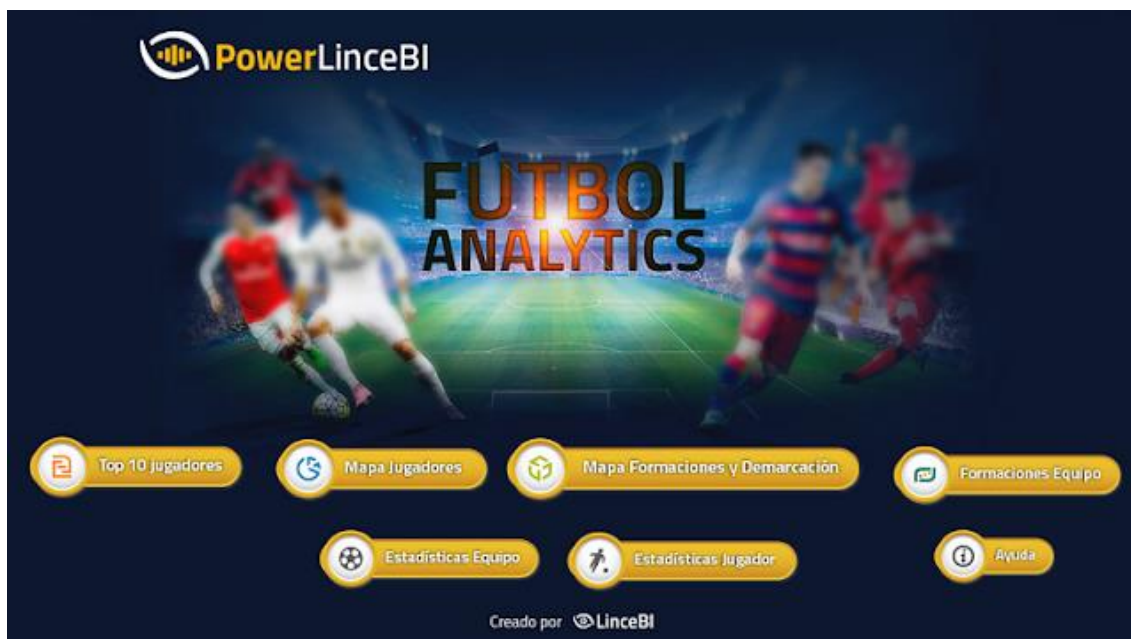 PowerLinceBI
FÚTBOL
ANALYTICS
Top 10 jugadores
Mapa Jugadores
Mapa Formaciones y Demarcación
Formaciones Equipo
Estadísticas Equipo
Estadísticas Jugador
Ayuda
Creado por LinceBI